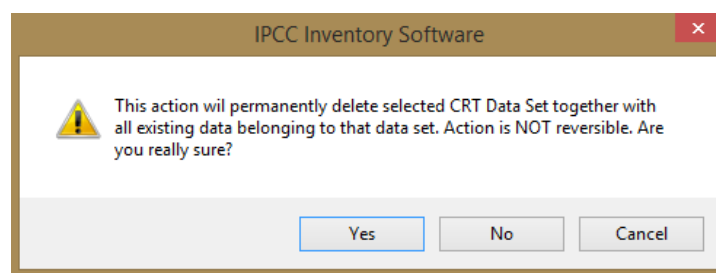 IPCC Inventory Software
This action wil permanently delete selected CRT Data Set together with
all existing data belonging to that data set. Action is NOT reversible. Are
you really sure?
Yes No Cancel